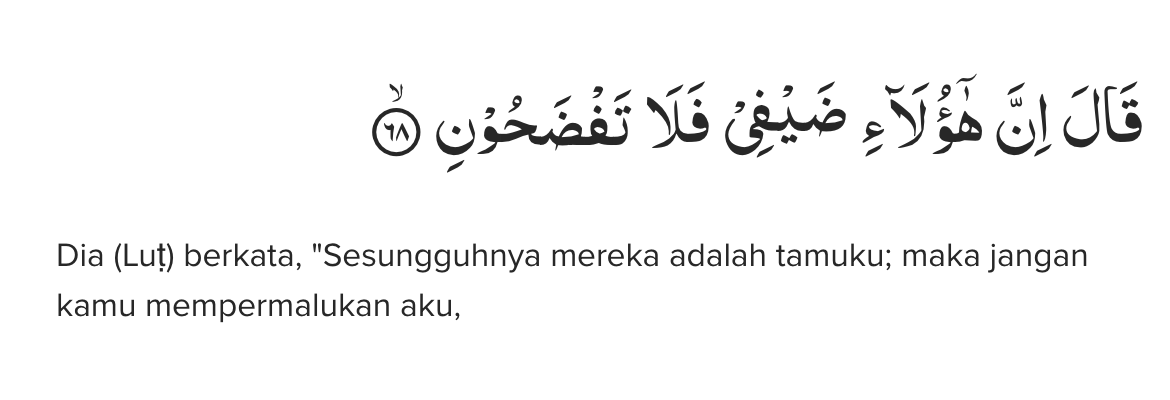 قَالَ اِنَّ هٰٓؤُلَاۤءِ ضَيْفِيْ فَلَا تَفْضَحُوْنِ ۙ ٦٨
Dia (Luṭ) berkata, "Sesungguhnya mereka adalah tamuku; maka jangan
kamu mempermalukan aku,